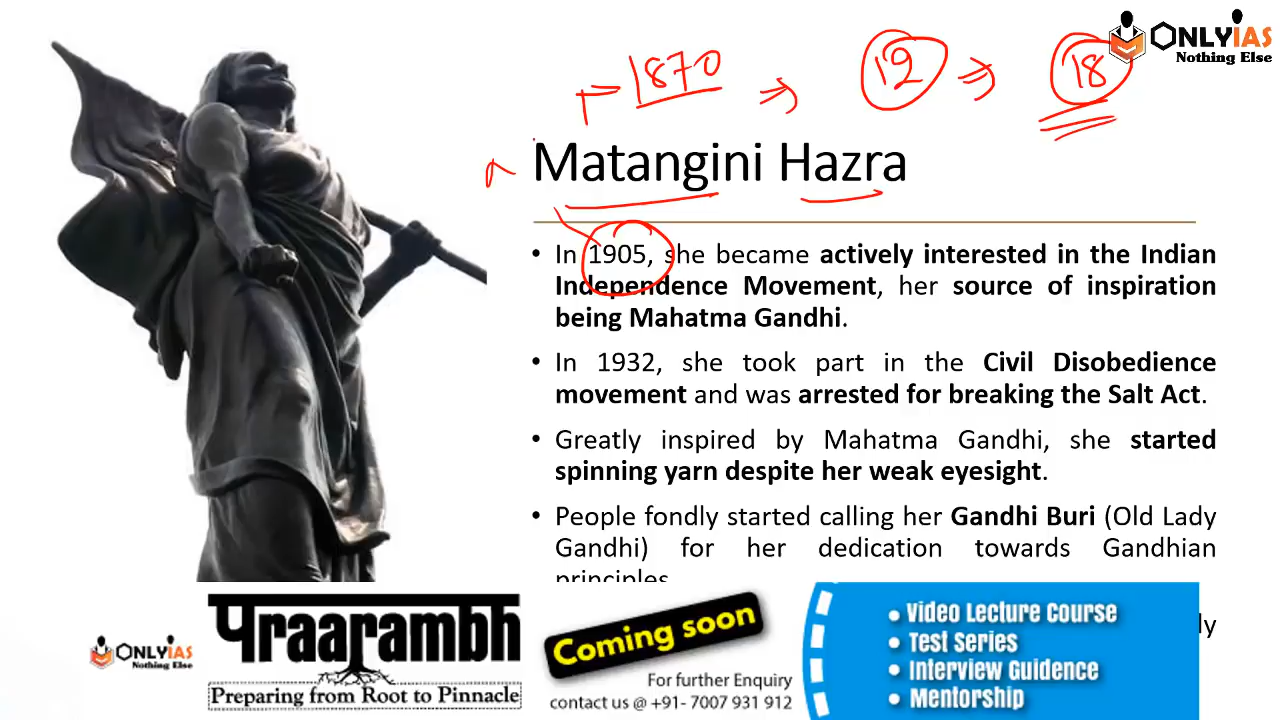 1870
12
18
ONLYIAS
Nothing Else
Matangini Hazra
• In 1905, she became actively interested in the Indian
Independence Movement, her source of inspiration
being Mahatma Gandhi.
• In 1932, she took part in the Civil Disobedience
movement and was arrested for breaking the Salt Act.
• Greatly inspired by Mahatma Gandhi, she started
spinning yarn despite her weak eyesight.
• People fondly started calling her Gandhi Buri (Old Lady
Gandhi) for her dedication towards Gandhian
principles.
ly
ONLYIAS
Nothing Else
पraarambh
Preparing from Root to Pinnacle
Coming soon
For further Enquiry
contact us @ +91- 7007 931 912
• Video Lecture Course
• Test Series
• Interview Guidence
• Mentorship